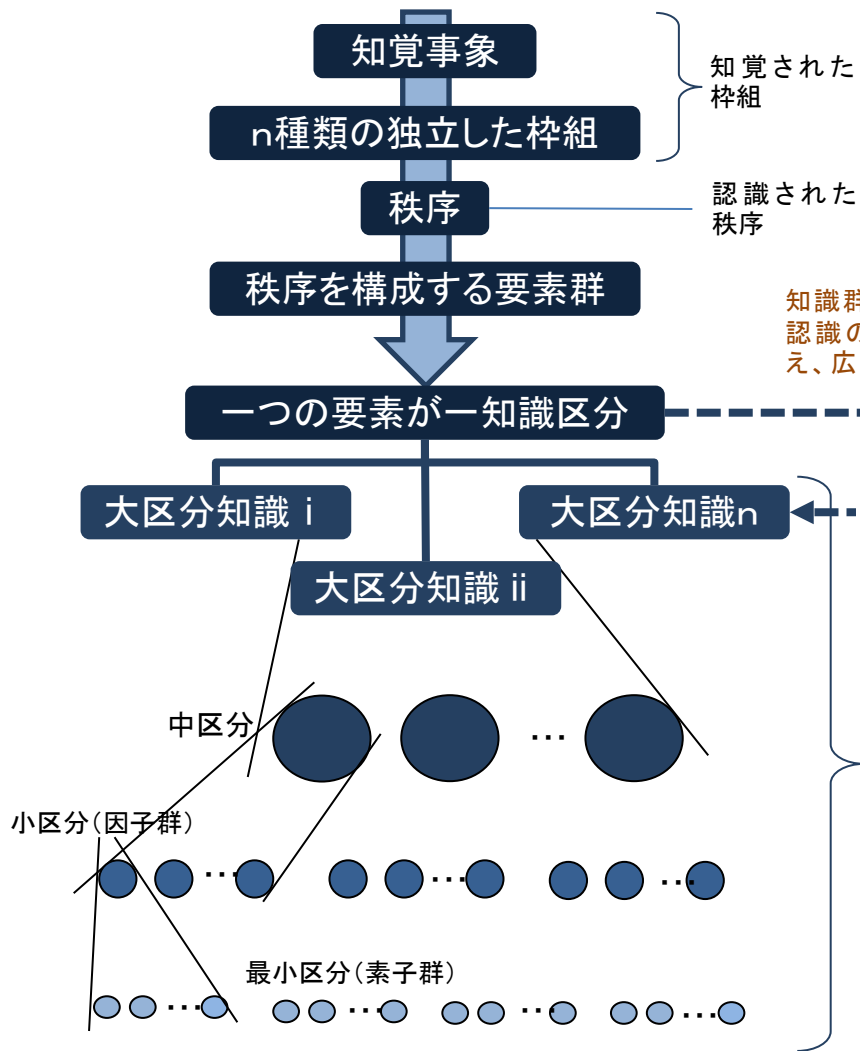 知覚事象
知覚された
枠組
n種類の独立した枠組
秩序
認識された
秩序
秩序を構成する要素群
知識群
認識の
え、広
一つの要素が一知識区分
大区分知識ⅰ
大区分知識n
大区分知識ⅱ
中区分
…
小区分(因子群)
… … …
最小区分(素子群)
… … … …